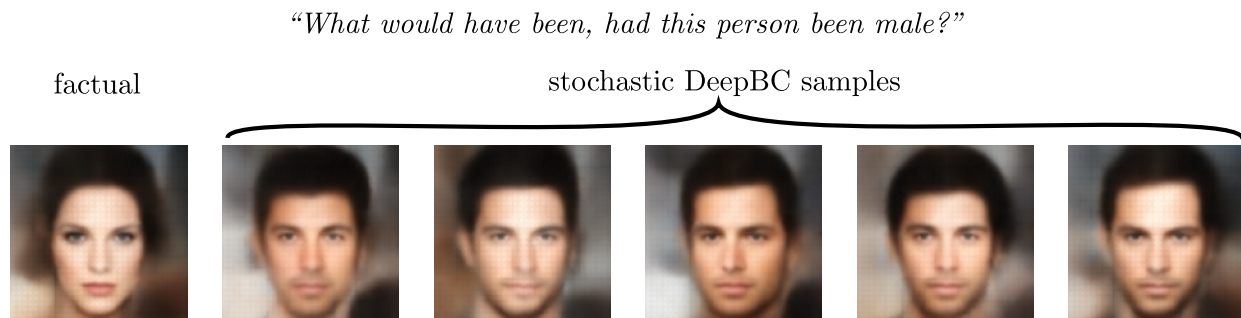 “What would have been, had this person been male?”
factual
stochastic DeepBC samples